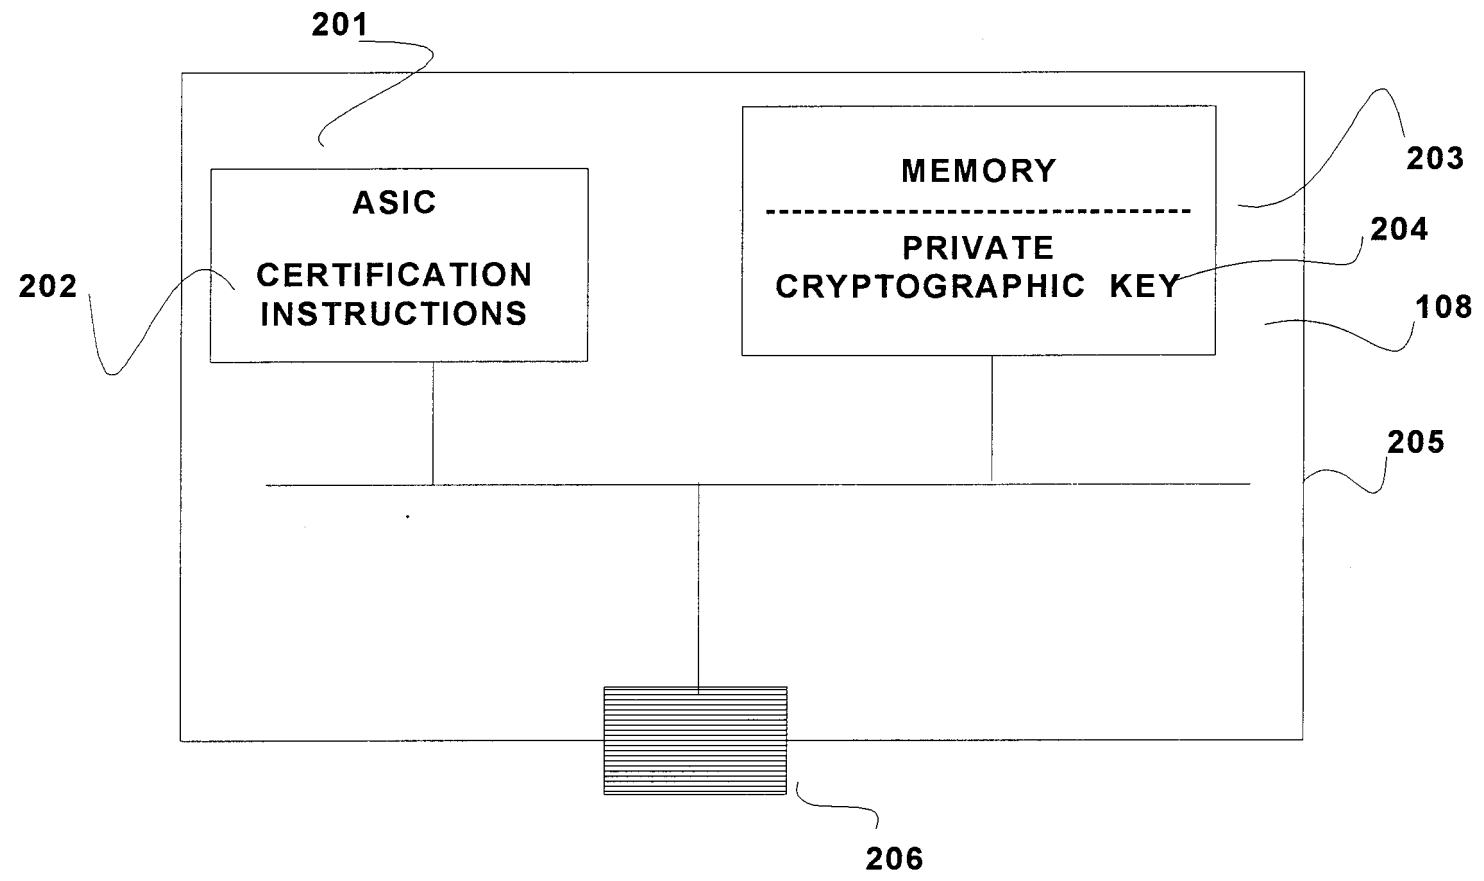 201
MEMORY
203
ASIC
204
PRIVATE
CRYPTOGRAPHIC KEY
202
CERTIFICATION
INSTRUCTIONS
108
205
206